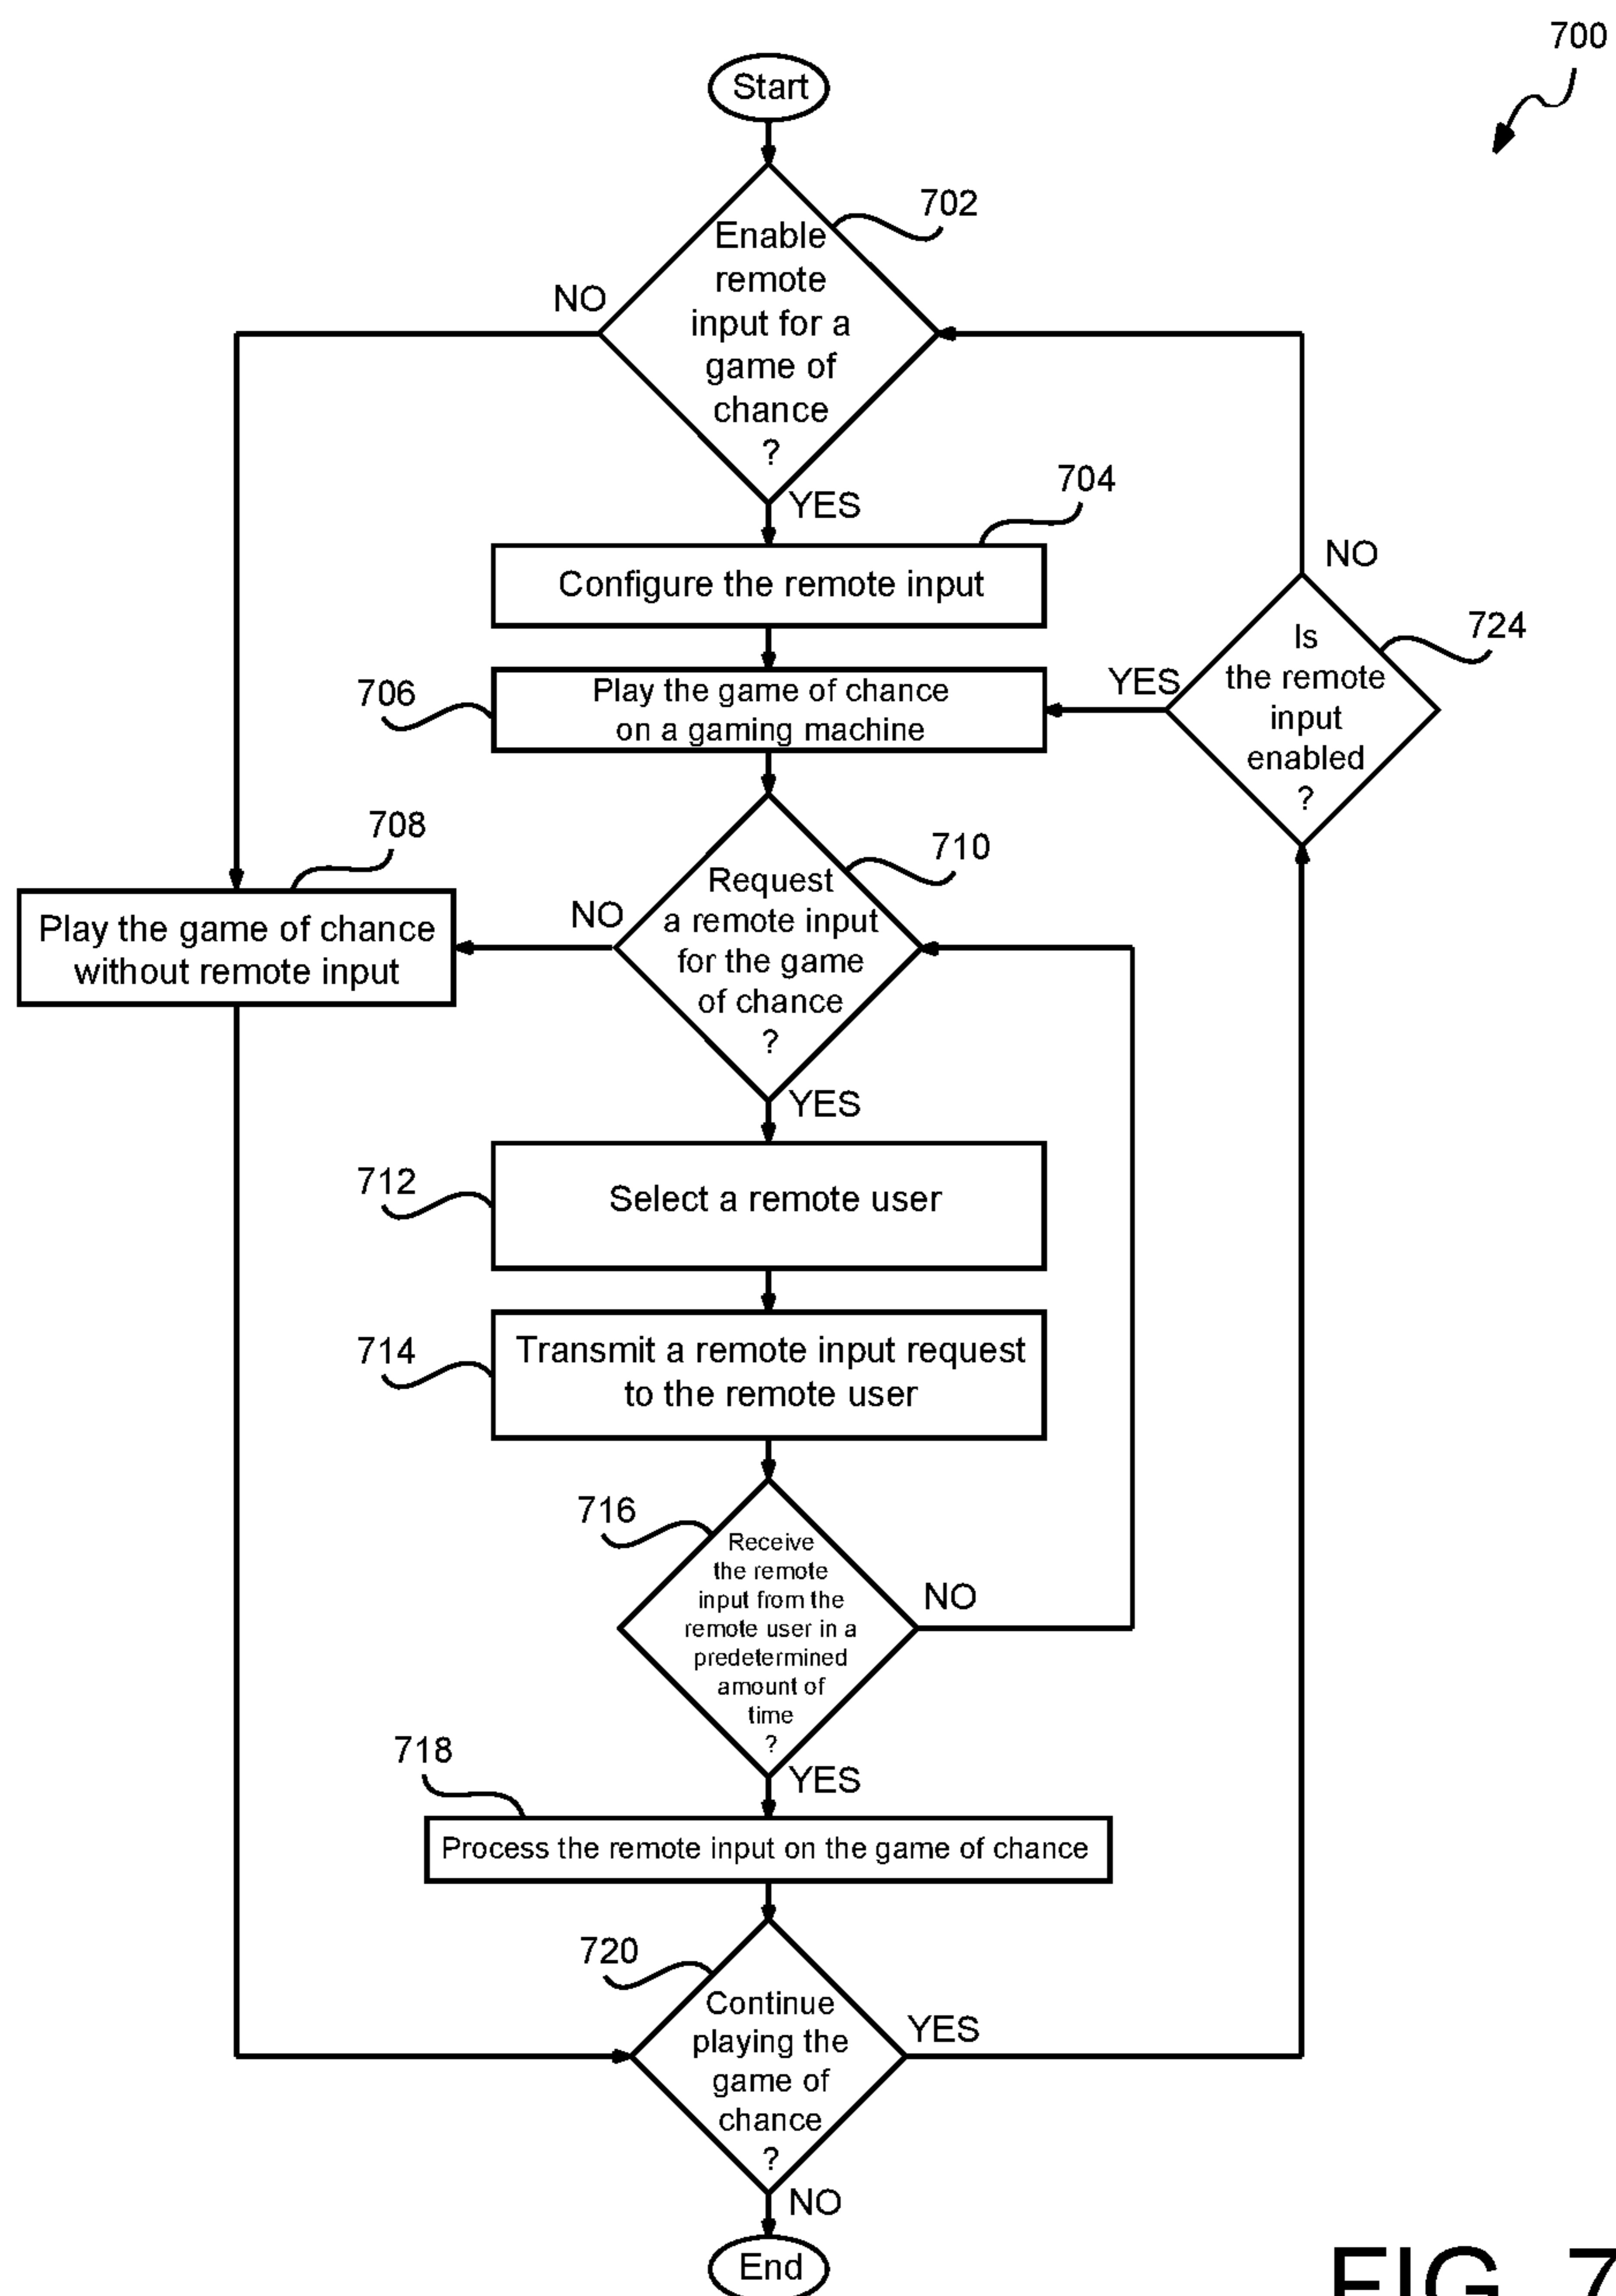 700
Start
702
Enable
remote
input for a
game of
chance
?
NO
YES
704
Configure the remote input
NO
724
Is
the remote
input
enabled
?
YES
706
Play the game of chance
on a gaming machine
708
Play the game of chance
without remote input
710
Request
a remote input
for the game
of chance
?
NO
YES
712
Select a remote user
714
Transmit a remote input request
to the remote user
716
Receive
the remote
input from the
remote user in a
predetermined
amount of
time
?
NO
YES
718
Process the remote input on the game of chance
720
Continue
playing the
game of
chance
?
YES
NO
End
FIG. 7